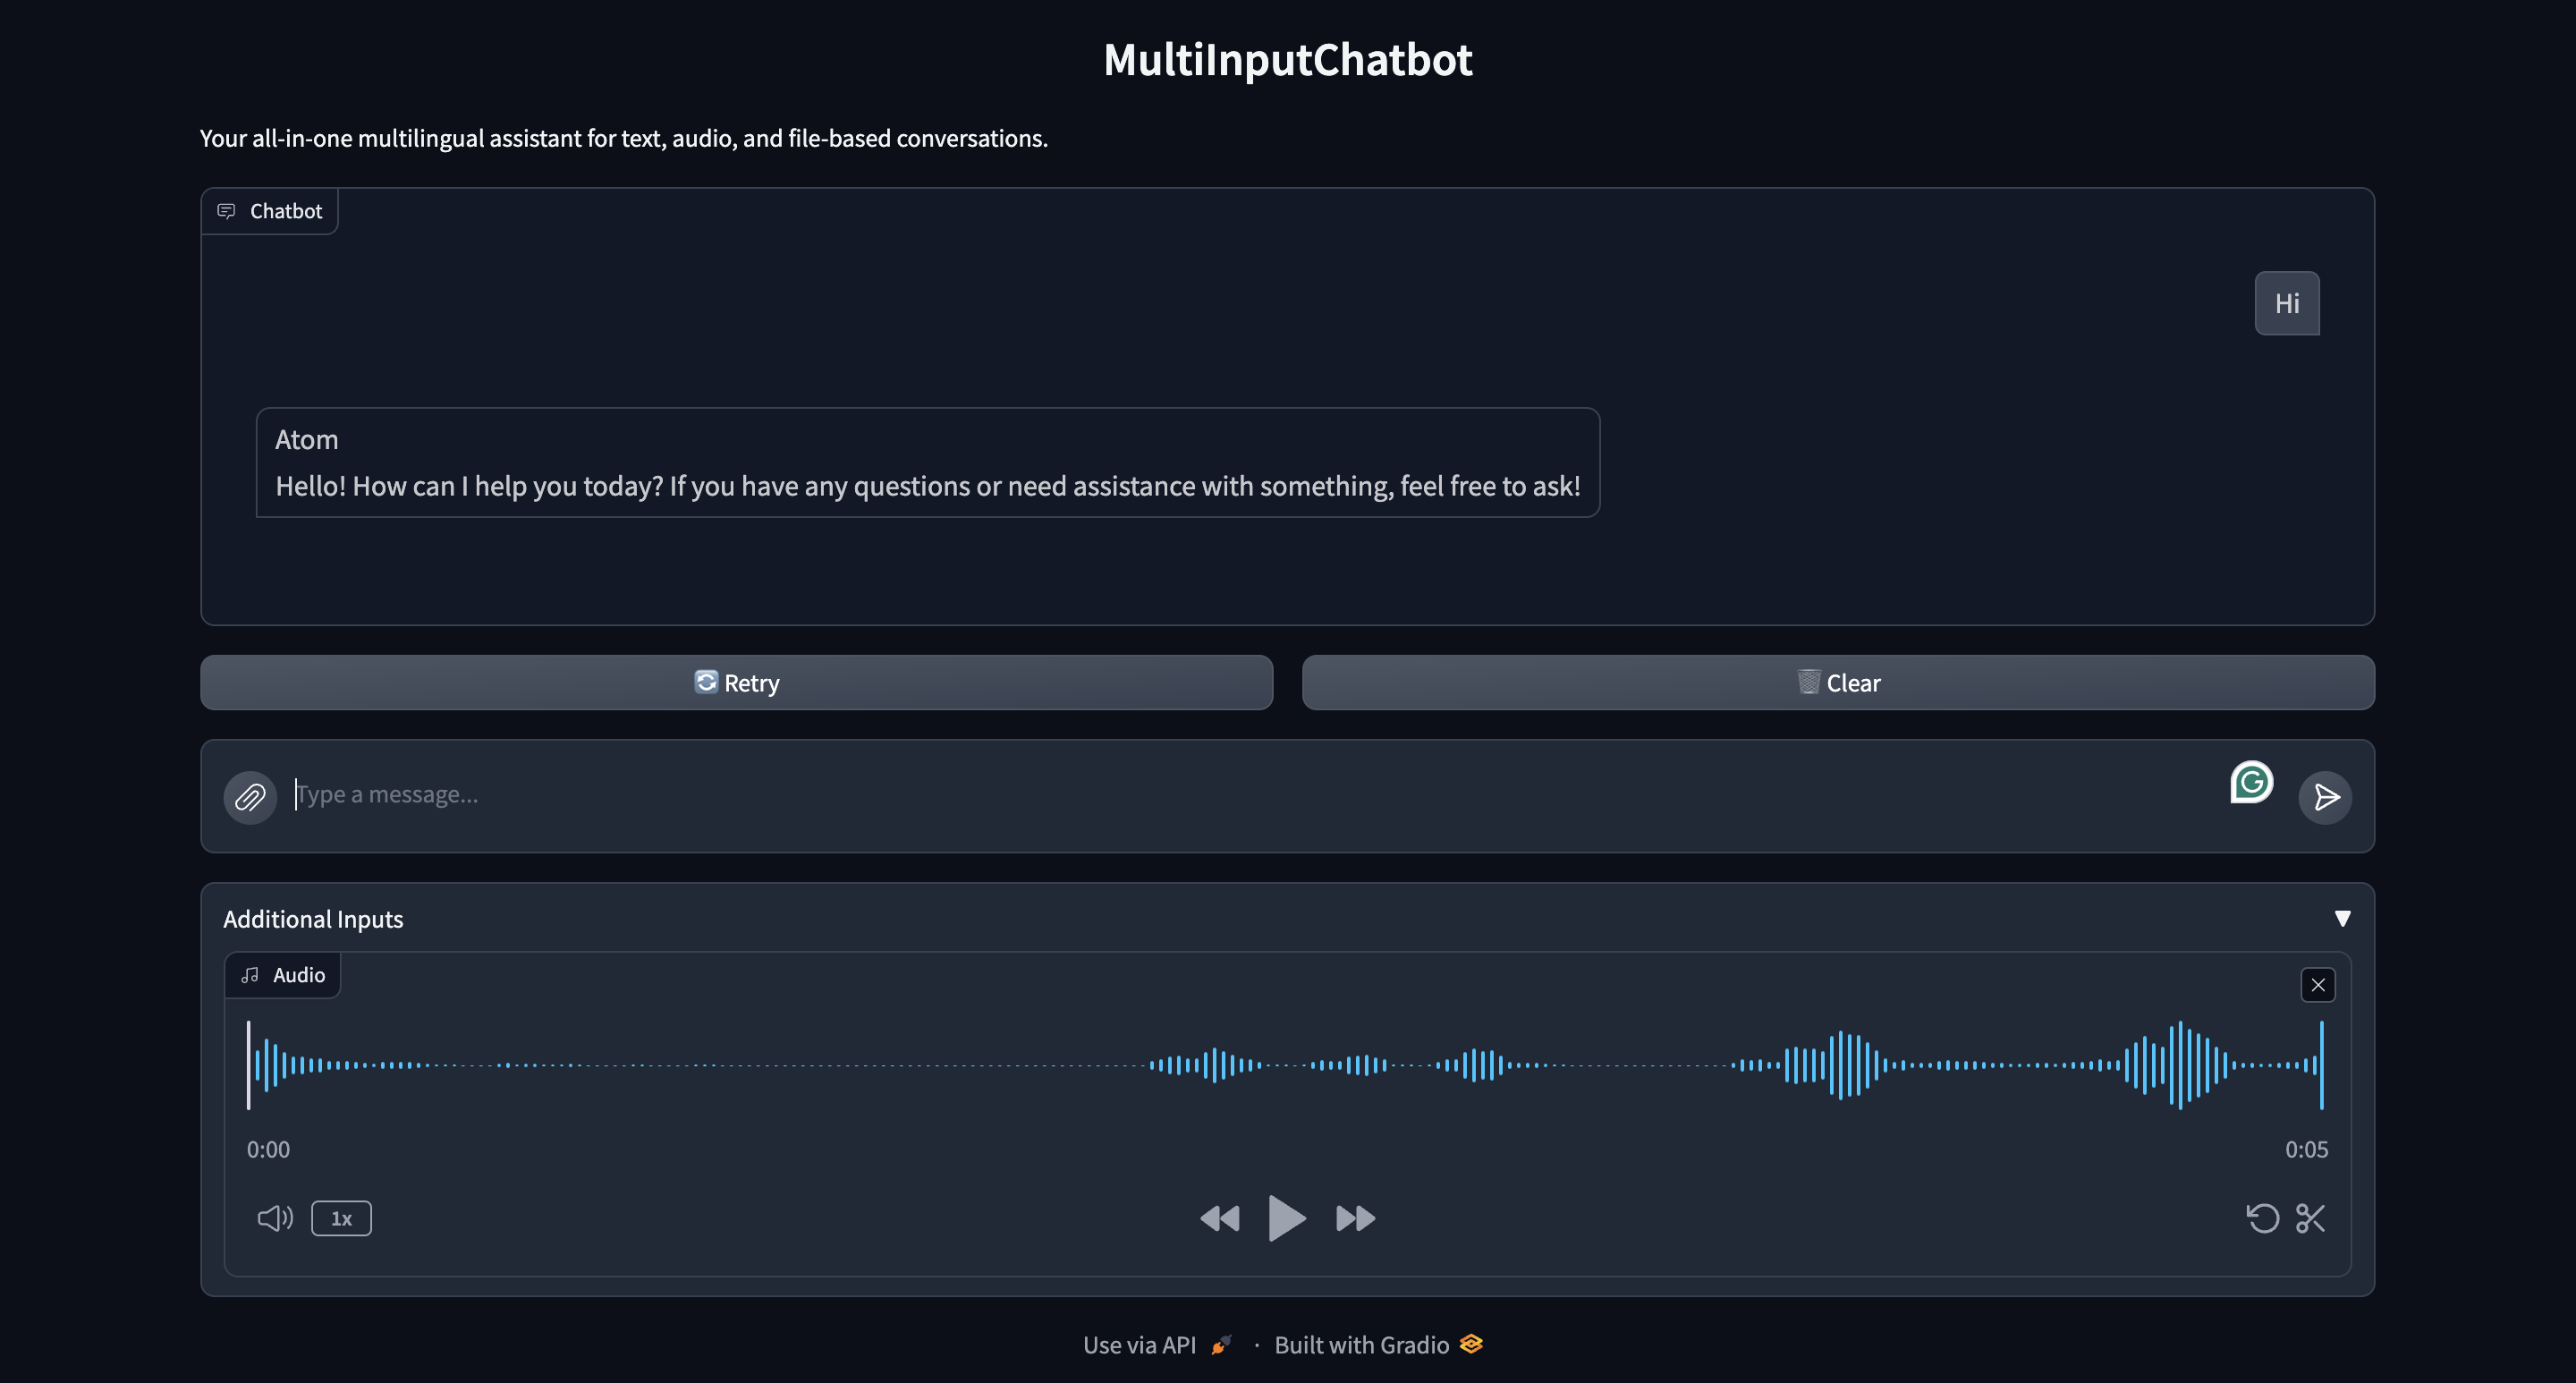 MultiInputChatbot
Your all-in-one multilingual assistant for text, audio, and file-based conversations.
Chatbot
Hi
Atom
Hello! How can I help you today? If you have any questions or need assistance with something, feel free to ask!
Retry
Clear
Type a message...
Additional Inputs
Audio
0:00
0:05
1x
Use via API · Built with Gradio